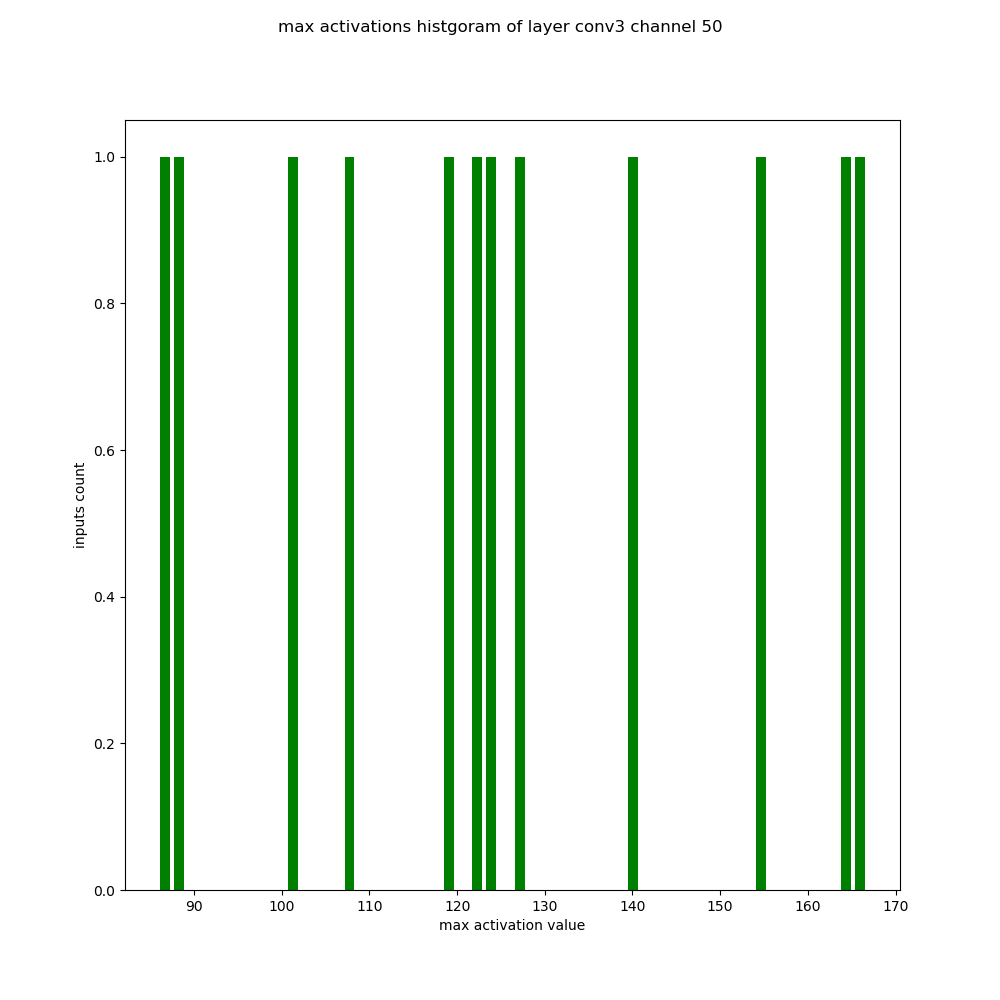 max activations histgoram of layer conv3 channel 50
1.0
0.8
0.6
0.4
0.2
0.0
inputs count
90 100 110 120 130 140 150 160 170
max activation value